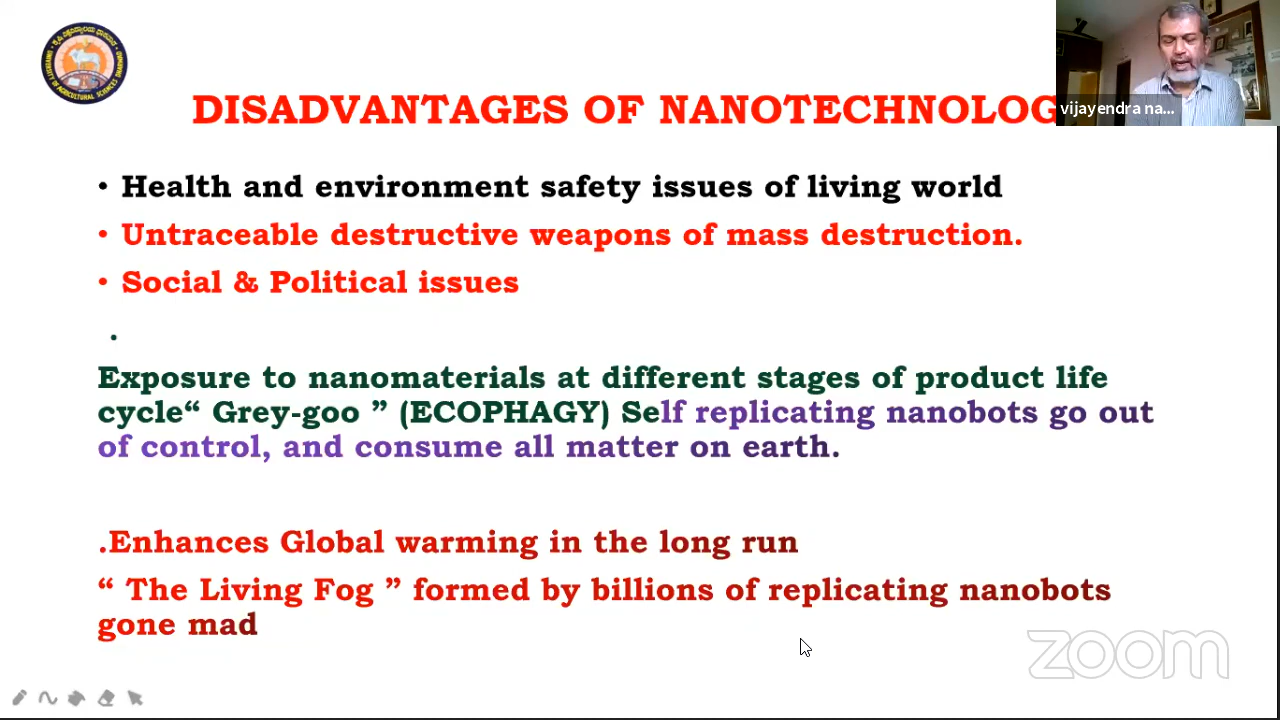 vijayendra na...
DISADVANTAGES OF NANOTECHNOLOG
• Health and environment safety issues of living world
• Untraceable destructive weapons of mass destruction.
• Social & Political issues
•
Exposure to nanomaterials at different stages of product life
cycle“ Grey-goo ” (ECOPHAGY) Self replicating nanobots go out
of control, and consume all matter on earth.
.Enhances Global warming in the long run
“ The Living Fog ” formed by billions of replicating nanobots
gone mad
zoom